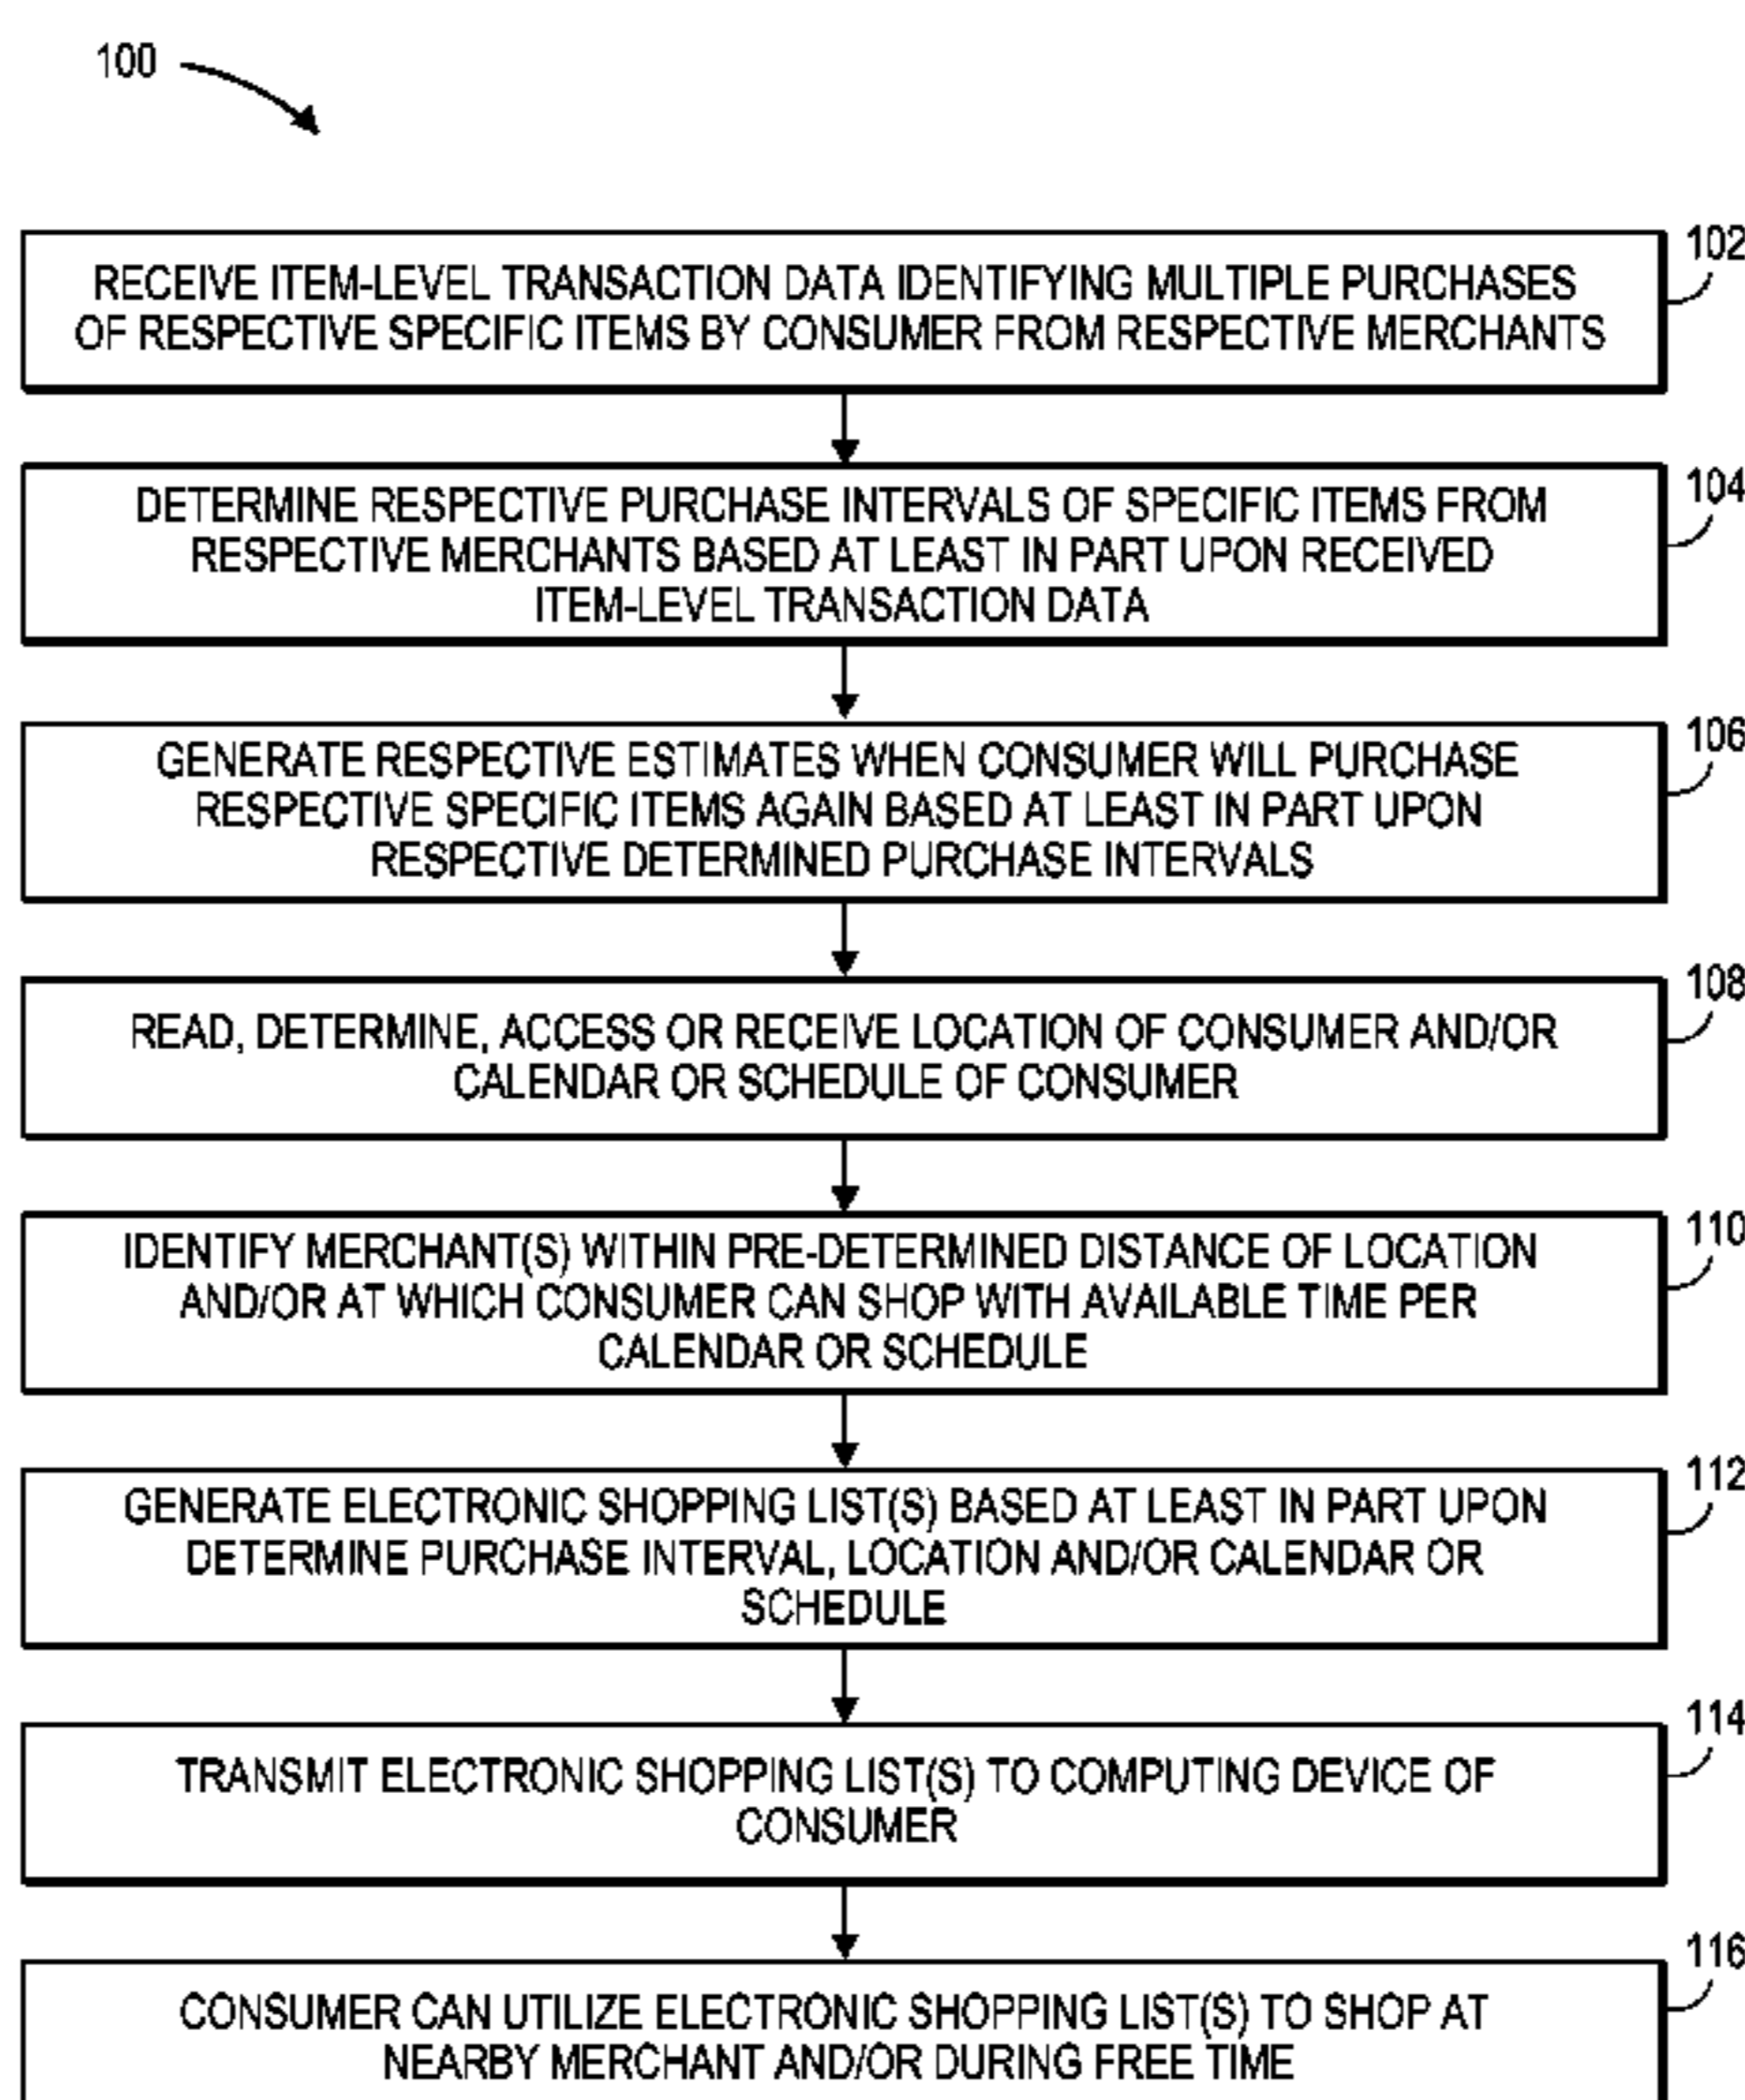 100
102
RECEIVE ITEM-LEVEL TRANSACTION DATA IDENTIFYING MULTIPLE PURCHASES
OF RESPECTIVE SPECIFIC ITEMS BY CONSUMER FROM RESPECTIVE MERCHANTS
104
DETERMINE RESPECTIVE PURCHASE INTERVALS OF SPECIFIC ITEMS FROM
RESPECTIVE MERCHANTS BASED AT LEAST IN PART UPON RECEIVED
ITEM-LEVEL TRANSACTION DATA
106
GENERATE RESPECTIVE ESTIMATES WHEN CONSUMER WILL PURCHASE
RESPECTIVE SPECIFIC ITEMS AGAIN BASED AT LEAST IN PART UPON
RESPECTIVE DETERMINED PURCHASE INTERVALS
108
READ, DETERMINE, ACCESS OR RECEIVE LOCATION OF CONSUMER AND/OR
CALENDAR OR SCHEDULE OF CONSUMER
110
IDENTIFY MERCHANT(S) WITHIN PRE-DETERMINED DISTANCE OF LOCATION
AND/OR AT WHICH CONSUMER CAN SHOP WITH AVAILABLE TIME PER
CALENDAR OR SCHEDULE
112
GENERATE ELECTRONIC SHOPPING LIST(S) BASED AT LEAST IN PART UPON
DETERMINE PURCHASE INTERVAL, LOCATION AND/OR CALENDAR OR
SCHEDULE
114
TRANSMIT ELECTRONIC SHOPPING LIST(S) TO COMPUTING DEVICE OF
CONSUMER
116
CONSUMER CAN UTILIZE ELECTRONIC SHOPPING LIST(S) TO SHOP AT
NEARBY MERCHANT AND/OR DURING FREE TIME